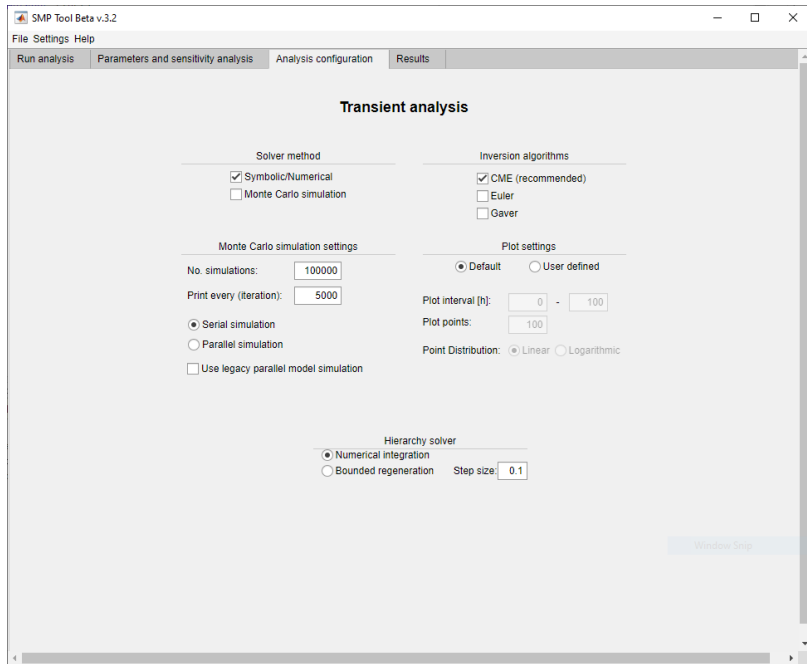 SMP Tool Beta v.3.2
File Settings Help
Run analysis Parameters and sensitivity analysis Analysis configuration Results
Transient analysis
Solver method
Symbolic/Numerical
Monte Carlo simulation
Inversion algorithms
CME (recommended)
Euler
Gaver
Monte Carlo simulation settings
No. simulations: 100000
Print every (iteration): 5000
Serial simulation
Parallel simulation
Use legacy parallel model simulation
Plot settings
Default User defined
Plot interval [h]: 0 - 100
Plot points: 100
Point Distribution: Linear Logarithmic
Hierarchy solver
Numerical integration
Bounded regeneration Step size: 0.1
Window Snip